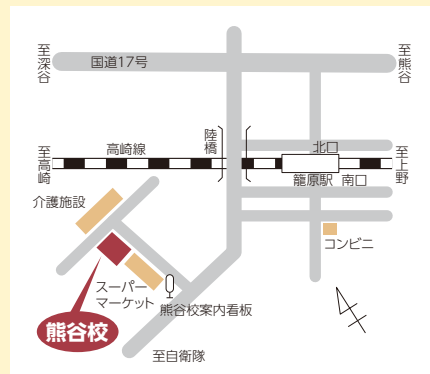 至深谷
国道17号
至熊谷
高崎線
陸橋
北口
至高崎
至上野
籠原駅 南口
介護施設
コンビニ
スーパー
マーケット
熊谷校案内看板
熊谷校
至自衛隊